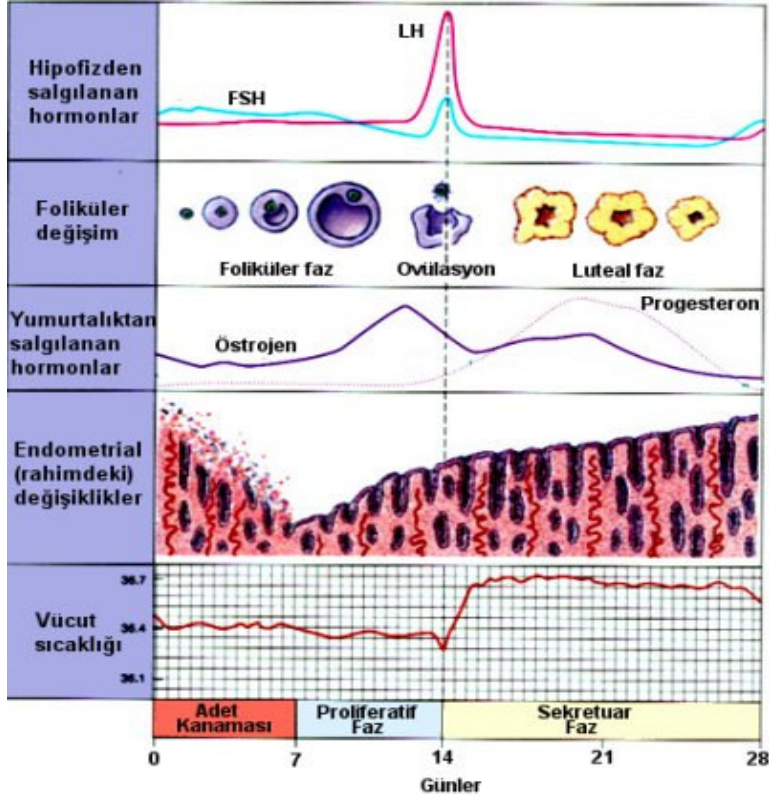 Hipofizden
salgılanan
hormonlar
LH
FSH
Foliküler
değişim
Foliküler faz
Ovülasyon
Luteal faz
Yumurtalıktan
salgılanan
hormonlar
Östrojen
Progesteron
Endometrial
(rahimdeki)
değişiklikler
Vücut
sıcaklığı
36.7
36.4
36.1
Adet
Kanaması
Proliferatif
Faz
Sekretuar
Faz
0 7 14 21 28
Günler